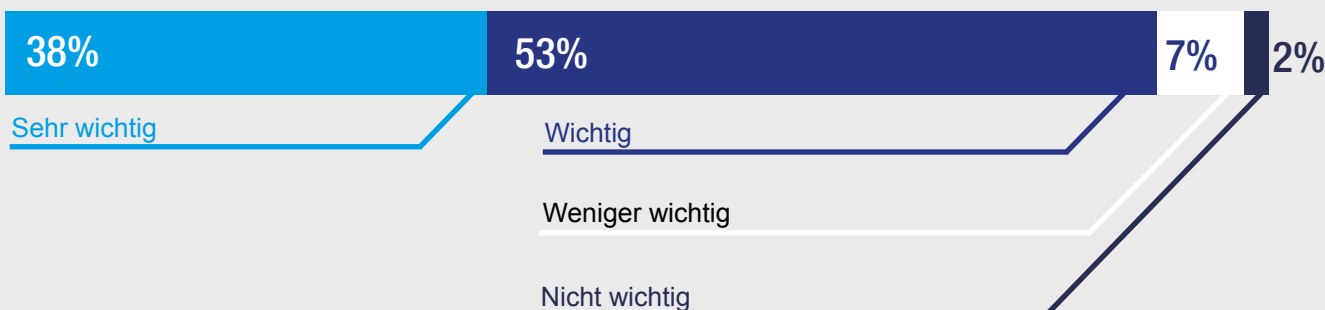 38% 53% 7% 2%
Sehr wichtig
Wichtig
Weniger wichtig
Nicht wichtig